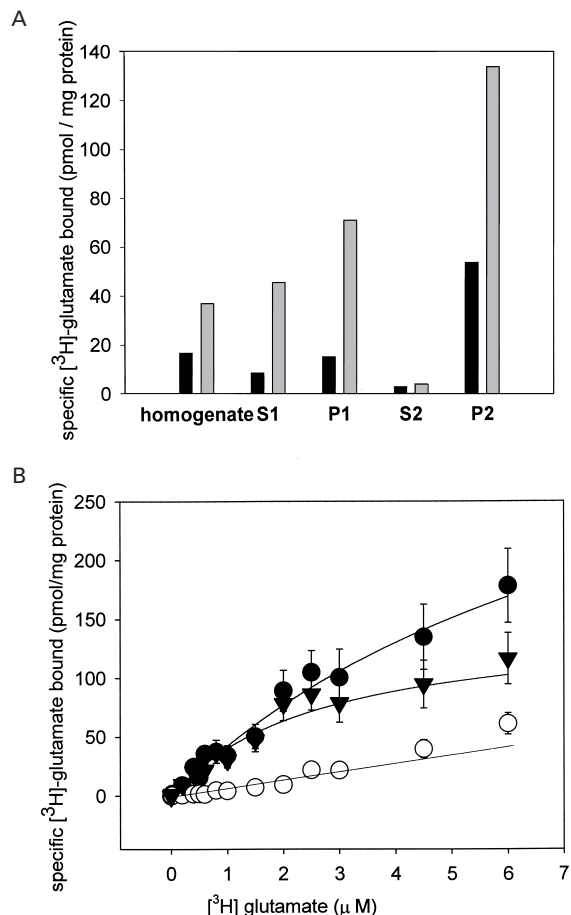 A
specific [³H]-glutamate bound (pmol / mg protein)
140
120
100
80
60
40
20
0
homogenate S1 P1 S2 P2
B
specific [³H]-glutamate bound (pmol/mg protein)
250
200
150
100
50
0
0 1 2 3 4 5 6 7
[³H] glutamate (μ M)